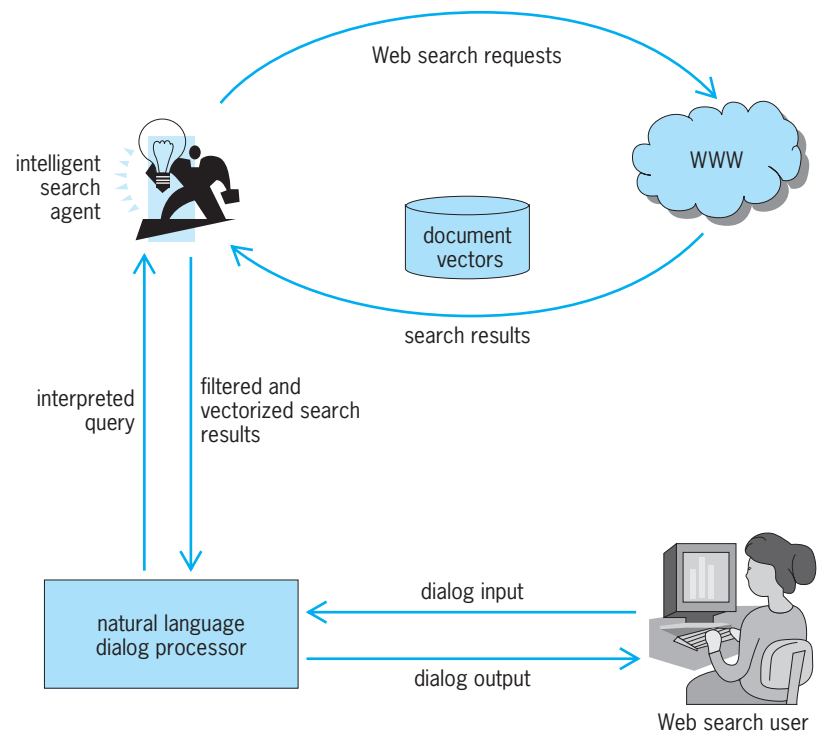 Web search requests
intelligent
search
agent
WWW
document
vectors
search results
interpreted
query
filtered and
vectorized search
results
natural language
dialog processor
dialog input
dialog output
Web search user